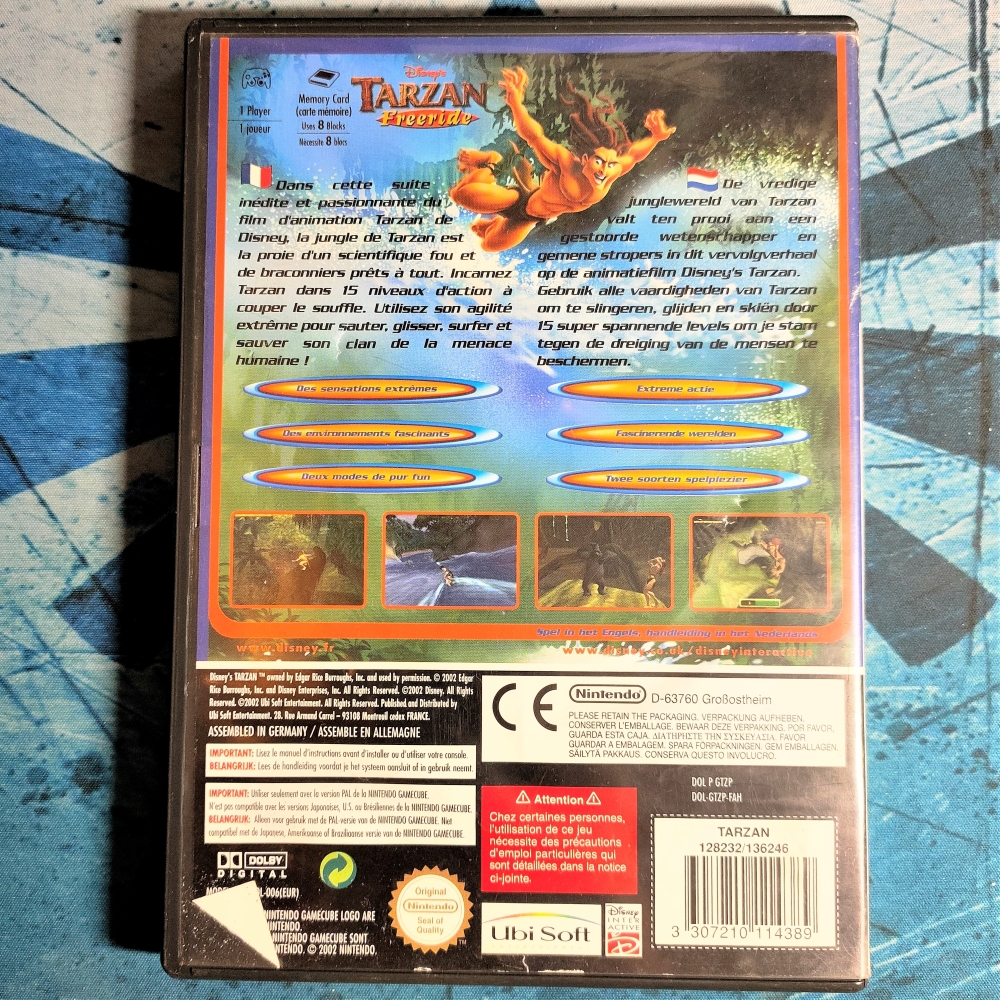 1 Player
1 joueur
Memory Card
(carte mémoire)
Uses 8 Blocks
Nécessite 8 blocs
Disney's
TARZAN
Freeride
Dans cette suite
inédite et passionnante du
film d'animation Tarzan de
Disney, la jungle de Tarzan est
la proie d'un scientifique fou et
de braconniers prêts à tout. Incarnez
Tarzan dans 15 niveaux d'action à
couper le souffle. Utilisez son agilité
extrême pour sauter, glisser, surfer et
sauver son clan de la menace
humaine !
De vredige
junglewereld van Tarzan
valt ten prooi aan een
gestoorde wetenschapper en
gemene stropers in dit vervolgverhaal
op de animatiefilm Disney's Tarzan.
Gebruik alle vaardigheden van Tarzan
om te slingeren, glijden en skiën door
15 super spannende levels om je stam
tegen de dreiging van de mensen te
beschermen.
Des sensations extrêmes
Des environnements fascinants
Deux modes de pur fun
Extreme actie
Fascinerende werelden
Twee soorten spelplezier
Spel in het Engels, handleiding in het Nederlands
www.disney.fr
www.disney.co.uk/disneyinteractive
Disney's TARZAN™ owned by Edgar Rice Burroughs, Inc. and used by permission. © 2002 Edgar
Rice Burroughs, Inc. and Disney Enterprises, Inc. All Rights Reserved. ©2002 Disney. All Rights
Reserved. ©2002 Ubi Soft Entertainment. All Rights Reserved. Published and Distributed by
Ubi Soft Entertainment. 28, Rue Armand Carrel – 93108 Montreuil cedex FRANCE.
ASSEMBLED IN GERMANY / ASSEMBLE EN ALLEMAGNE
IMPORTANT: Lisez le manuel d'instructions avant d'installer ou d'utiliser votre console.
BELANGRIJK: Lees de handleiding voordat je het systeem aansluit of in gebruik neemt.
IMPORTANT: Utiliser seulement avec la version PAL de la NINTENDO GAMECUBE.
N'est pas compatible avec les versions Japonaises, U.S. ou Brésiliennes de la NINTENDO GAMECUBE.
BELANGRIJK: Alleen voor gebruik met de PAL-versie van de NINTENDO GAMECUBE. Niet
compatibel met de Japanse, Amerikaanse of Braziliaanse versie van de NINTENDO GAMECUBE.
DOLBY
DIGITAL
L-006(EUR)
NINTENDO GAMECUBE LOGO ARE
NINTENDO.
NINTENDO GAMECUBE SONT
NINTENDO. © 2002 NINTENDO.
Original
Nintendo
Seal of
Quality
TM
CE
Nintendo
D-63760 Großostheim
PLEASE RETAIN THE PACKAGING. VERPACKUNG AUFHEBEN.
CONSERVER L'EMBALLAGE. BEWAAR DEZE VERPAKKING. POR FAVOR,
GUARDA ESTA CAJA. ΔΙΑΤΗΡΗΣΤΕ ΤΗΝ ΣΥΣΚΕΥΑΣΙΑ. FAVOR
GUARDAR A EMBALAGEM. SPARA FÖRPACKNINGEN. GEM EMBALLAGEN.
SÄILYTÄ PAKKAUS. CONSERVA QUESTO INVOLUCRO.
DOL P GTZP
DOL-GTZP-FAH
Attention
Chez certaines personnes,
l'utilisation de ce jeu
nécessite des précautions
d'emploi particulières qui
sont détaillées dans la notice
ci-jointe.
Ubi Soft
DISNEY
INTER
ACTIVE
D
TARZAN
128232/136246
3 307210 114389